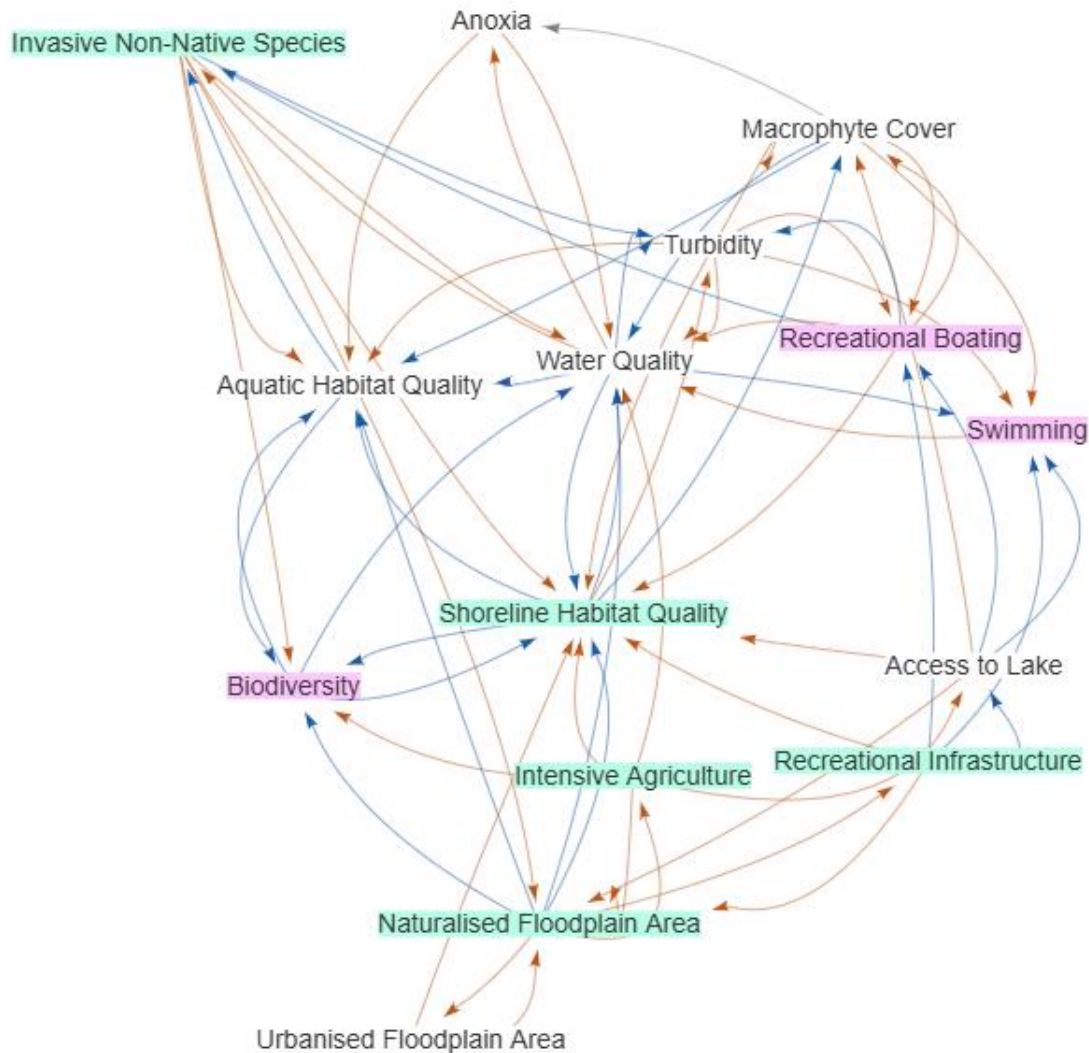 Anoxia
Invasive Non-Native Species
Macrophyte Cover
Turbidity
Recreational Boating
Water Quality
Aquatic Habitat Quality
Swimming
Shoreline Habitat Quality
Access to Lake
Biodiversity
Recreational Infrastructure
Intensive Agriculture
Naturalised Floodplain Area
Urbanised Floodplain Area